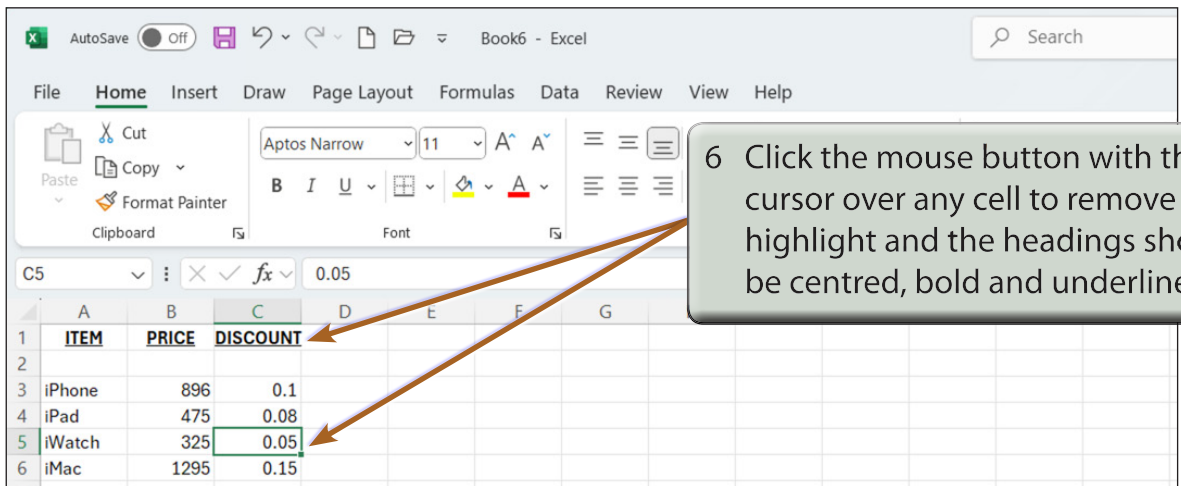 AutoSave Off Book6 - Excel Search
File Home Insert Draw Page Layout Formulas Data Review View Help
Paste
Cut
Copy
Format Painter
Clipboard
Aptos Narrow 11 A A
B I U A
Font
6 Click the mouse button with
cursor over any cell to remove
highlight and the headings
be centred, bold and
C5 fx 0.05
A B C D E F G
1 ITEM PRICE DISCOUNT
2
3 iPhone 896 0.1
4 iPad 475 0.08
5 iWatch 325 0.05
6 iMac 1295 0.15